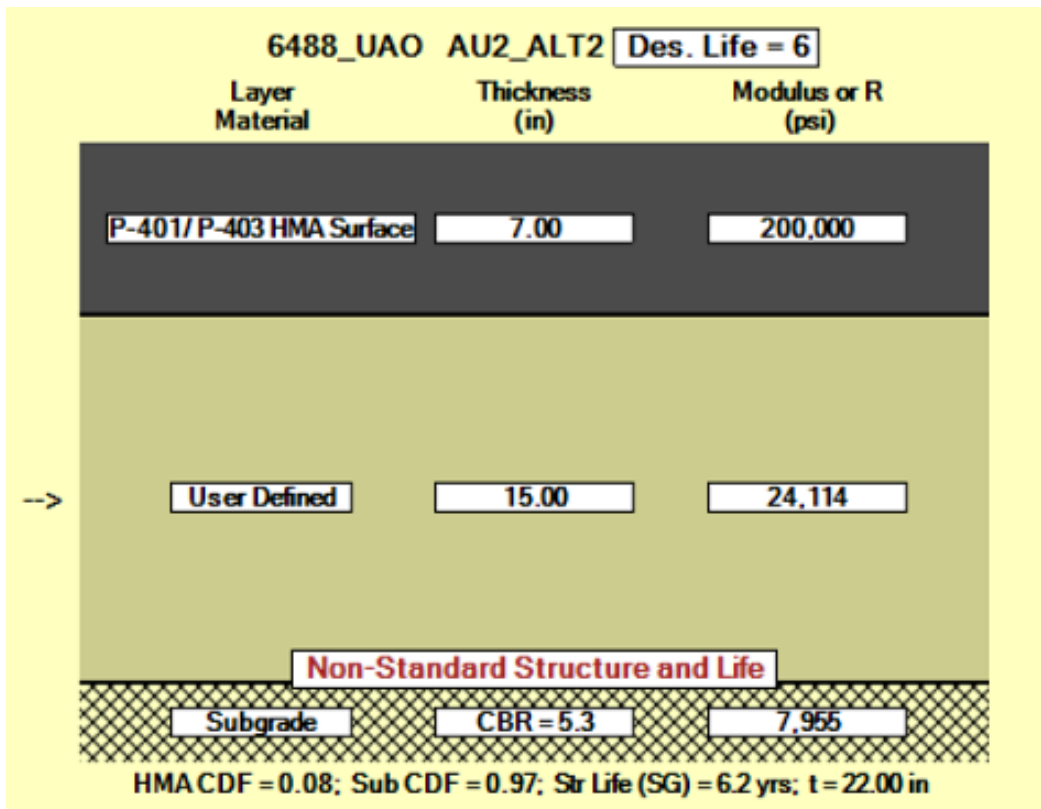 6488_UAO AU2_ALT2 Des. Life = 6
Layer Material Thickness (in) Modulus or R (psi)
P-401/ P-403 HMA Surface 7.00 200,000
--> User Defined 15.00 24,114
Non-Standard Structure and Life
Subgrade CBR = 5.3 7,955
HMA CDF = 0.08; Sub CDF = 0.97; Str Life (SG) = 6.2 yrs; t = 22.00 in